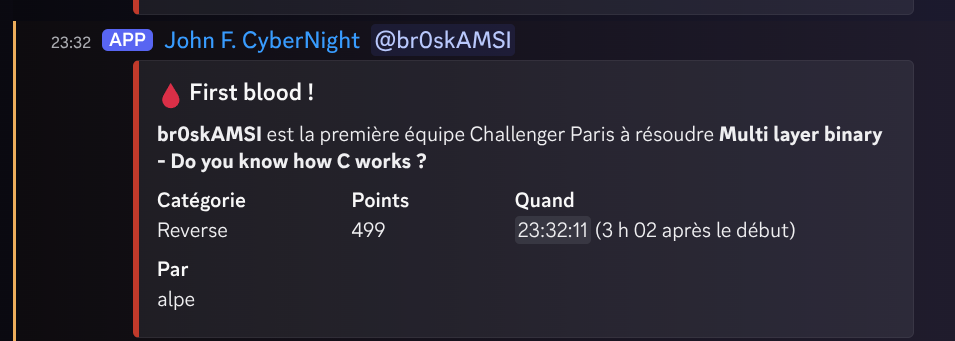 23:32 APP John F. CyberNight @br0skAMSI
First blood !
br0skAMSI est la première équipe Challenger Paris à résoudre Multi layer binary
- Do you know how C works ?
Catégorie Points Quand
Reverse 499 23:32:11 (3 h 02 après le début)
Par
alpe